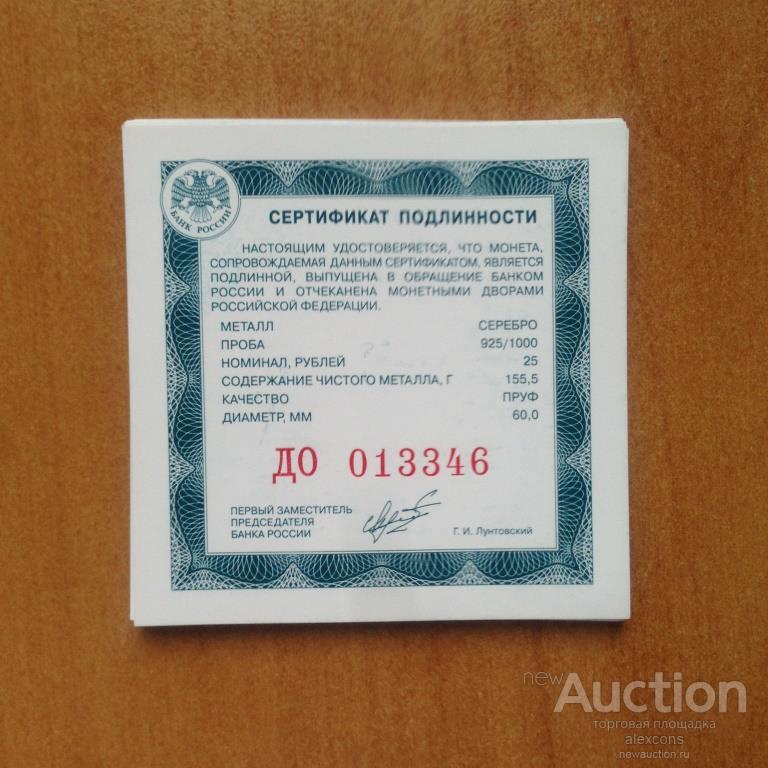 БАНК РОССИИ
СЕРТИФИКАТ ПОДЛИННОСТИ
НАСТОЯЩИМ УДОСТОВЕРЯЕТСЯ, ЧТО МОНЕТА,
СОПРОВОЖДАЕМАЯ ДАННЫМ СЕРТИФИКАТОМ, ЯВЛЯЕТСЯ
ПОДЛИННОЙ, ВЫПУЩЕНА В ОБРАЩЕНИЕ БАНКОМ
РОССИИ И ОТЧЕКАНЕНА МОНЕТНЫМИ ДВОРАМИ
РОССИЙСКОЙ ФЕДЕРАЦИИ.
МЕТАЛЛ СЕРЕБРО
ПРОБА 925/1000
НОМИНАЛ, РУБЛЕЙ 25
СОДЕРЖАНИЕ ЧИСТОГО МЕТАЛЛА, Г 155,5
КАЧЕСТВО ПРУФ
ДИАМЕТР, ММ 60,0
ДО 013346
ПЕРВЫЙ ЗАМЕСТИТЕЛЬ
ПРЕДСЕДАТЕЛЯ
БАНКА РОССИИ Г. И. Лунтовский
new Auction
торговая площадка
alexcons
newauction.ru